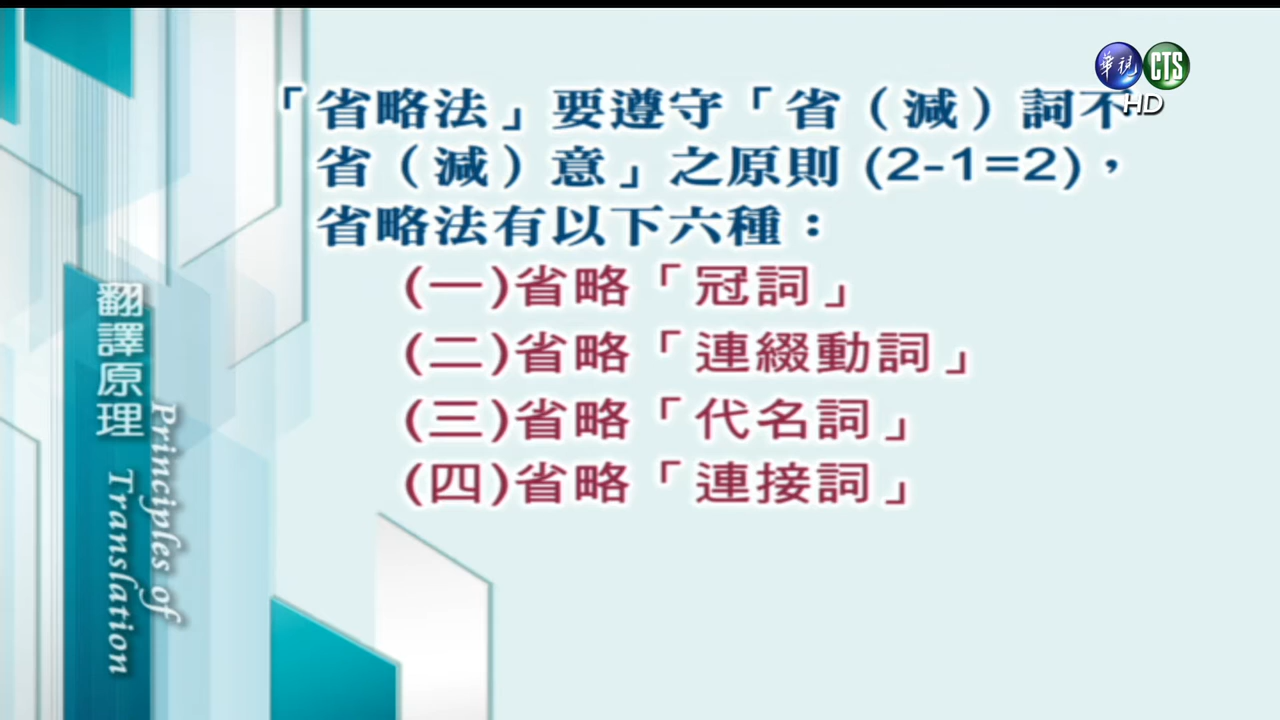 華視 CTS
HD
「省略法」要遵守「省（減）詞不
省（減）意」之原則 (2-1=2)，
省略法有以下六種：
(一)省略「冠詞」
(二)省略「連綴動詞」
(三)省略「代名詞」
(四)省略「連接詞」
翻譯原理
Principles of
Translation